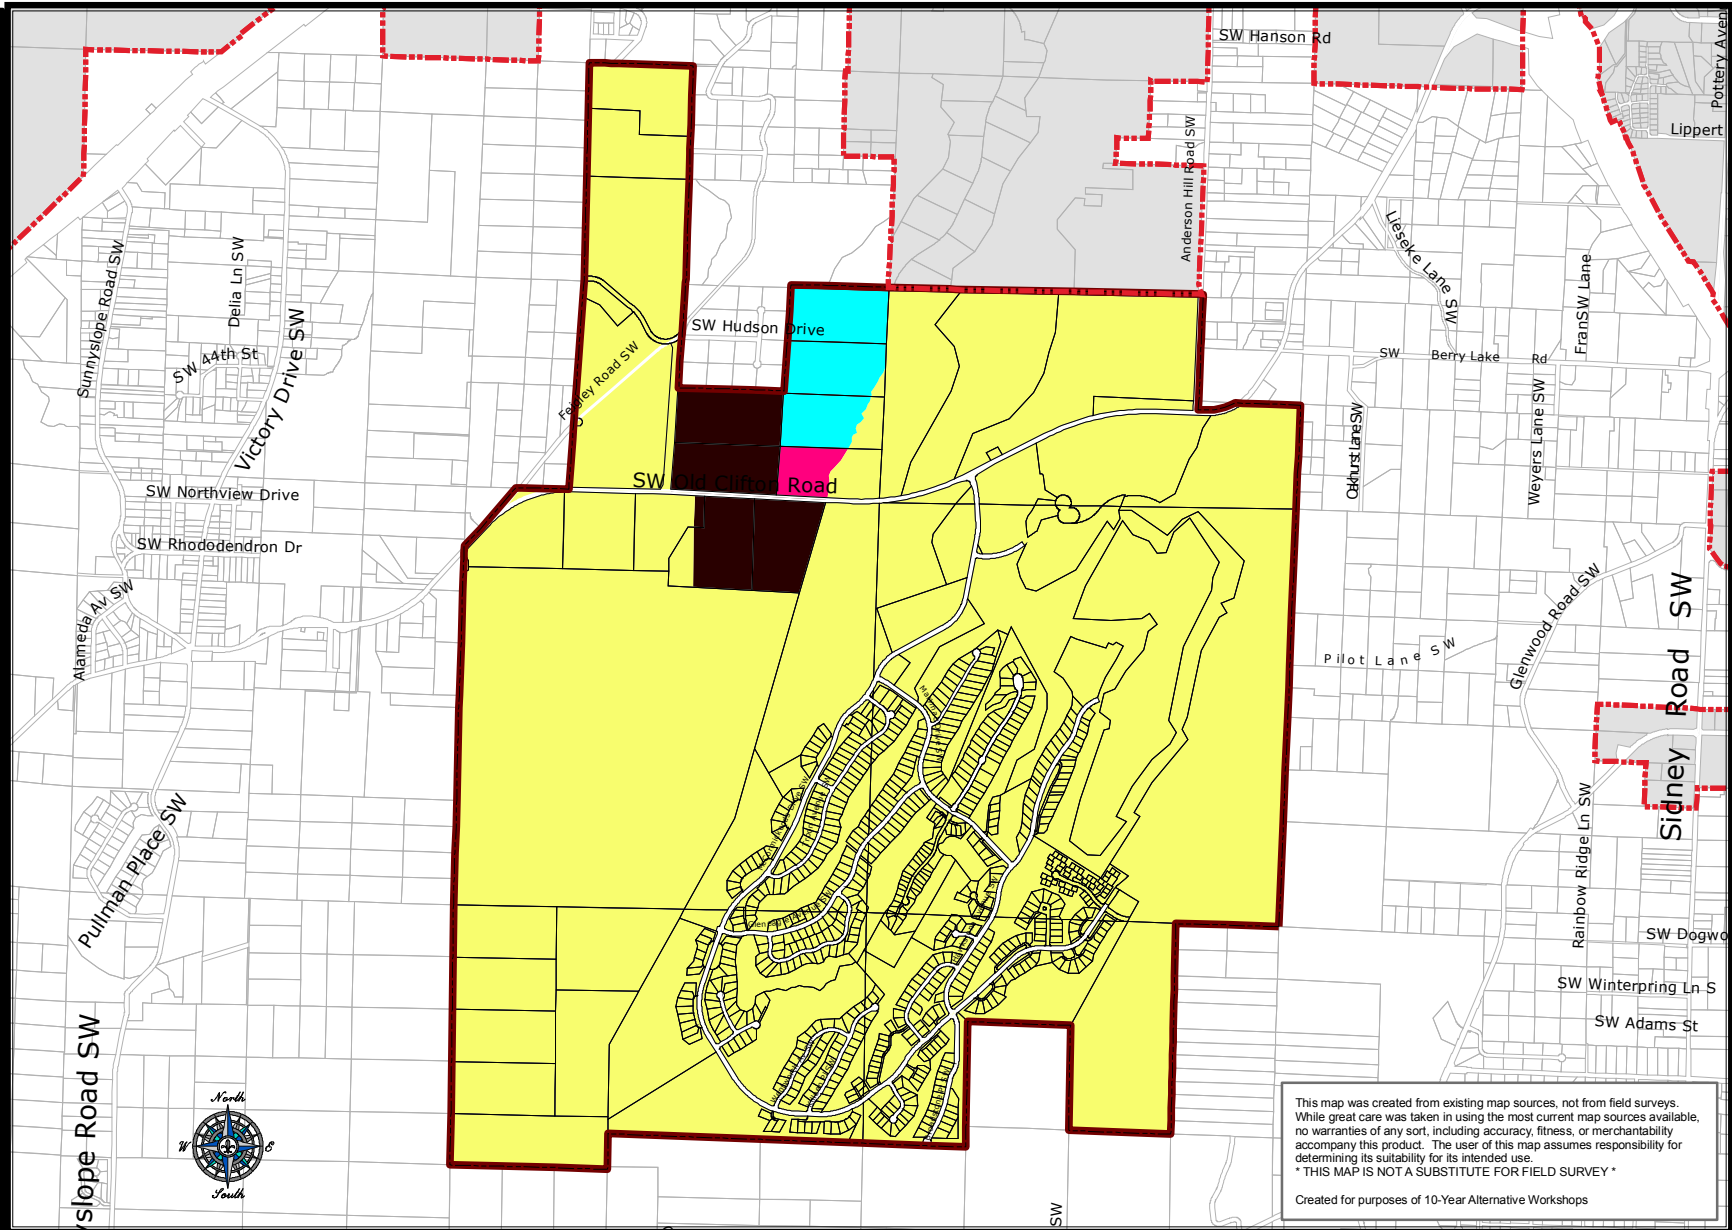 SW Hanson Rd
Pottery Aven
Lippert
Anderson Hill Road SW
Lieseke Lane SW
FranSW Lane
Sunnyslope Road SW
Delia Ln SW
SW 44th St
Victory Drive SW
SW Hudson Drive
Feigley Road SW
SW Berry Lake Rd
Weyers Lane SW
SW Old Clifton Road
SW Northview Drive
SW Rhododendron Dr
Alameda Av SW
Pilot Lane SW
Glenwood Road SW
Sidney Road SW
Pullman Place SW
Rainbow Ridge Ln SW
SW Dogwo
SW Winterpring Ln S
SW Adams St
yslope Road SW
SW
North
W
E
South
This map was created from existing map sources, not from field surveys.
While great care was taken in using the most current map sources available,
no warranties of any sort, including accuracy, fitness, or merchantability
accompany this product. The user of this map assumes responsibility for
determining its suitability for its intended use.
* THIS MAP IS NOT A SUBSTITUTE FOR FIELD SURVEY *
Created for purposes of 10-Year Alternative Workshops